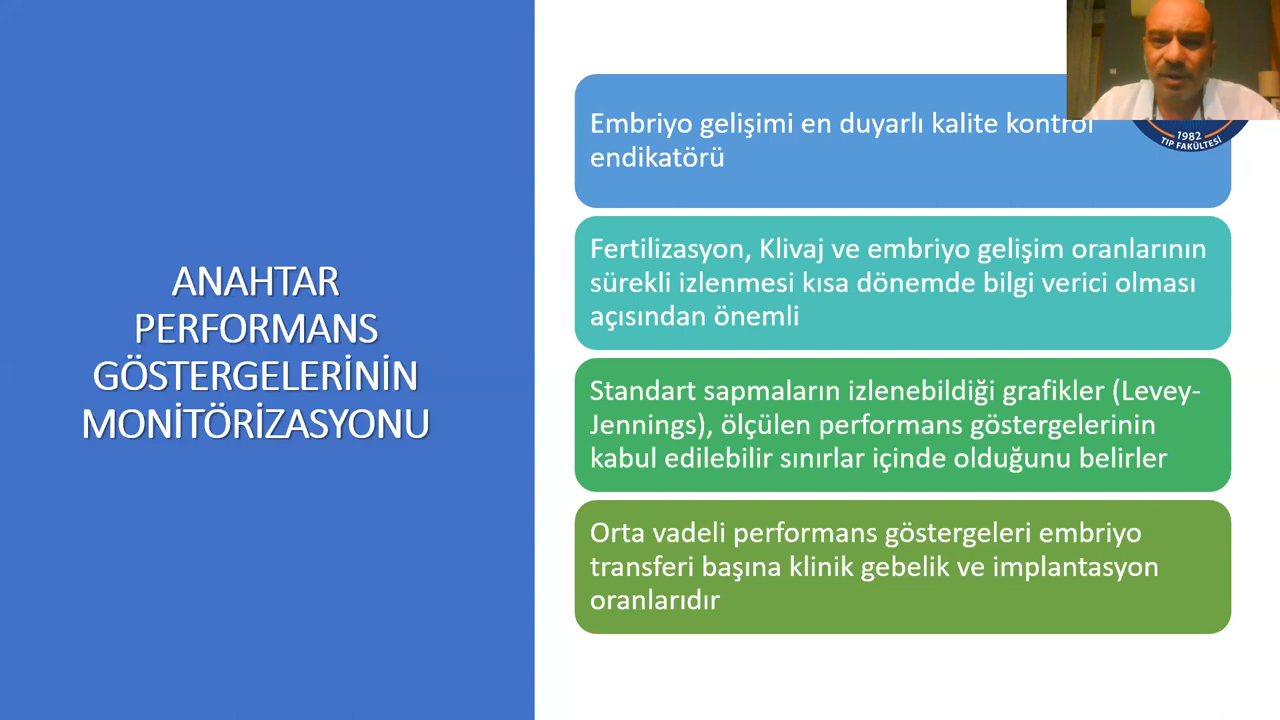 ANAHTAR
PERFORMANS
GÖSTERGELERİNİN
MONİTÖRİZASYONU
Embriyo gelişimi en duyarlı kalite kontrol
endikatörü
Fertilizasyon, Klivaj ve embriyo gelişim oranlarının
sürekli izlenmesi kısa dönemde bilgi verici olması
açısından önemli
Standart sapmaların izlenebildiği grafikler (Levey-
Jennings), ölçülen performans göstergelerinin
kabul edilebilir sınırlar içinde olduğunu belirler
Orta vadeli performans göstergeleri embriyo
transferi başına klinik gebelik ve implantasyon
oranlarıdır
1982
TIP FAKÜLTESİ